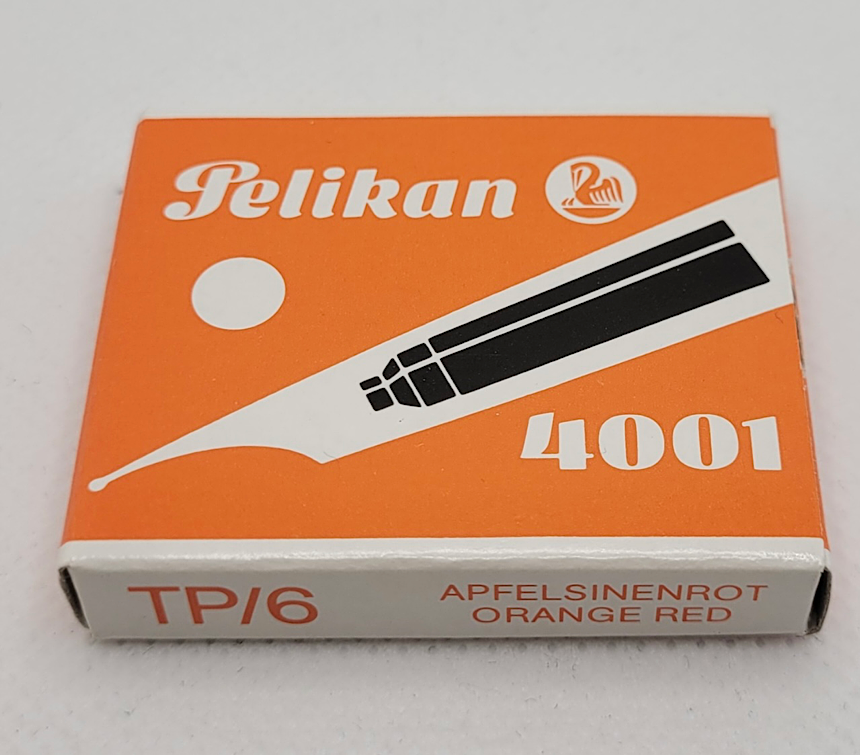 Pelikan
4001
TP/6
APFELSINENROT
ORANGE RED